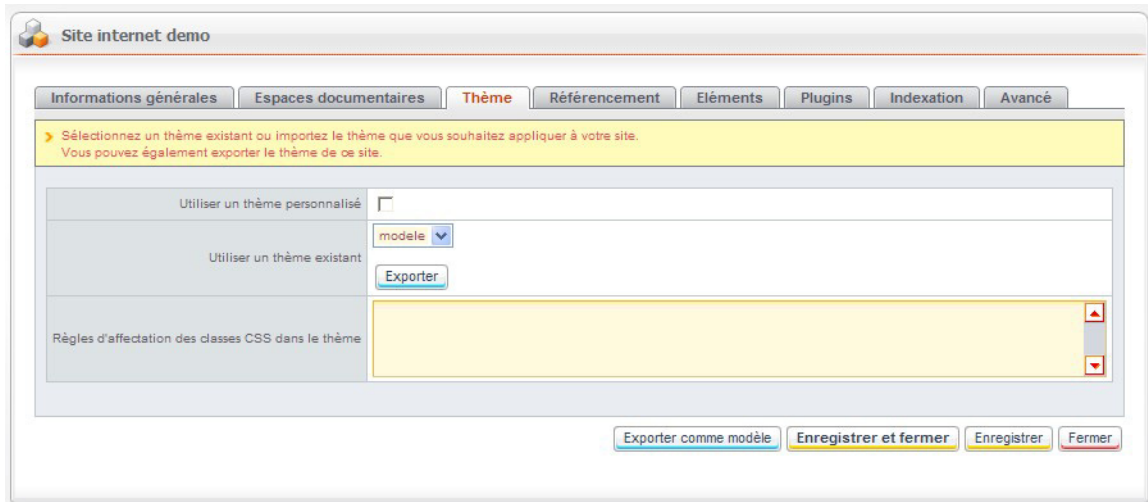 Site internet demo
Informations générales Espaces documentaires Thème Référencement Eléments Plugins Indexation Avancé
Sélectionnez un thème existant ou importez le thème que vous souhaitez appliquer à votre site.
Vous pouvez également exporter le thème de ce site.
Utiliser un thème personnalisé
modele
Utiliser un thème existant
Exporter
Règles d'affectation des classes CSS dans le thème
Exporter comme modèle Enregistrer et fermer Enregistrer Fermer